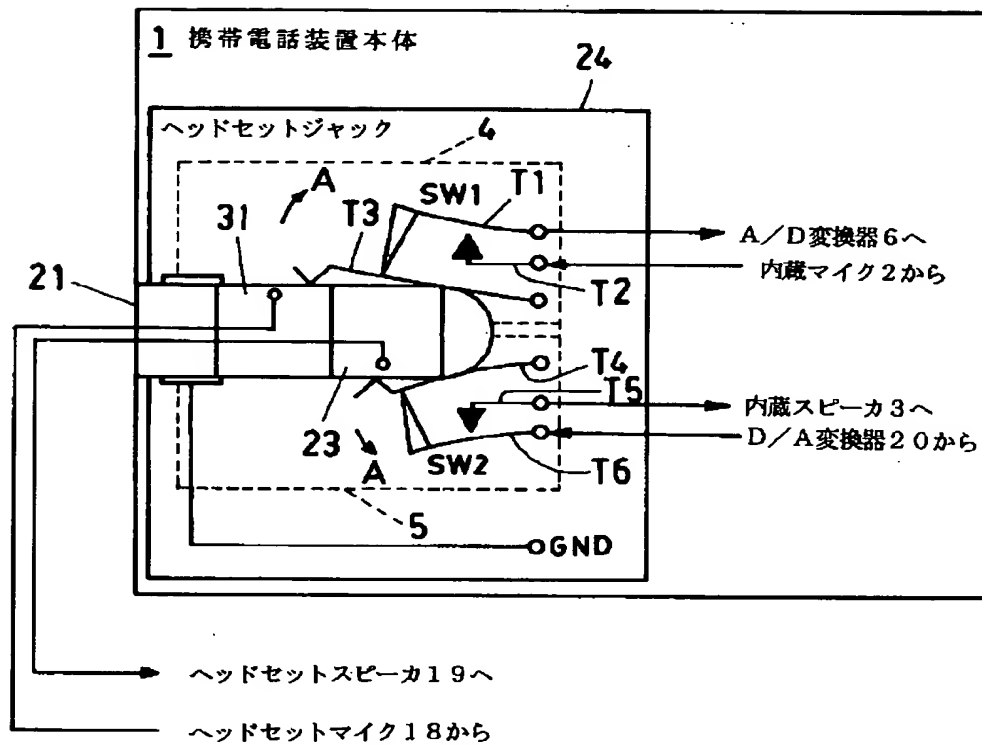 1 携帯電話装置本体
24
ヘッドセットジャック
4
A
SW1
T1
T3
31
A/D変換器6へ
内蔵マイク2から
21
T2
T4
T5
内蔵スピーカ3へ
23
D/A変換器20から
A
SW2
T6
5
GND
ヘッドセットスピーカ19へ
ヘッドセットマイク18から